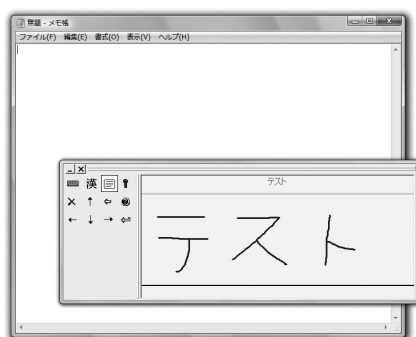 無題 - メモ帳
ファイル(F) 編集(E) 書式(O) 表示(V) ヘルプ(H)
漢
テスト
テスト